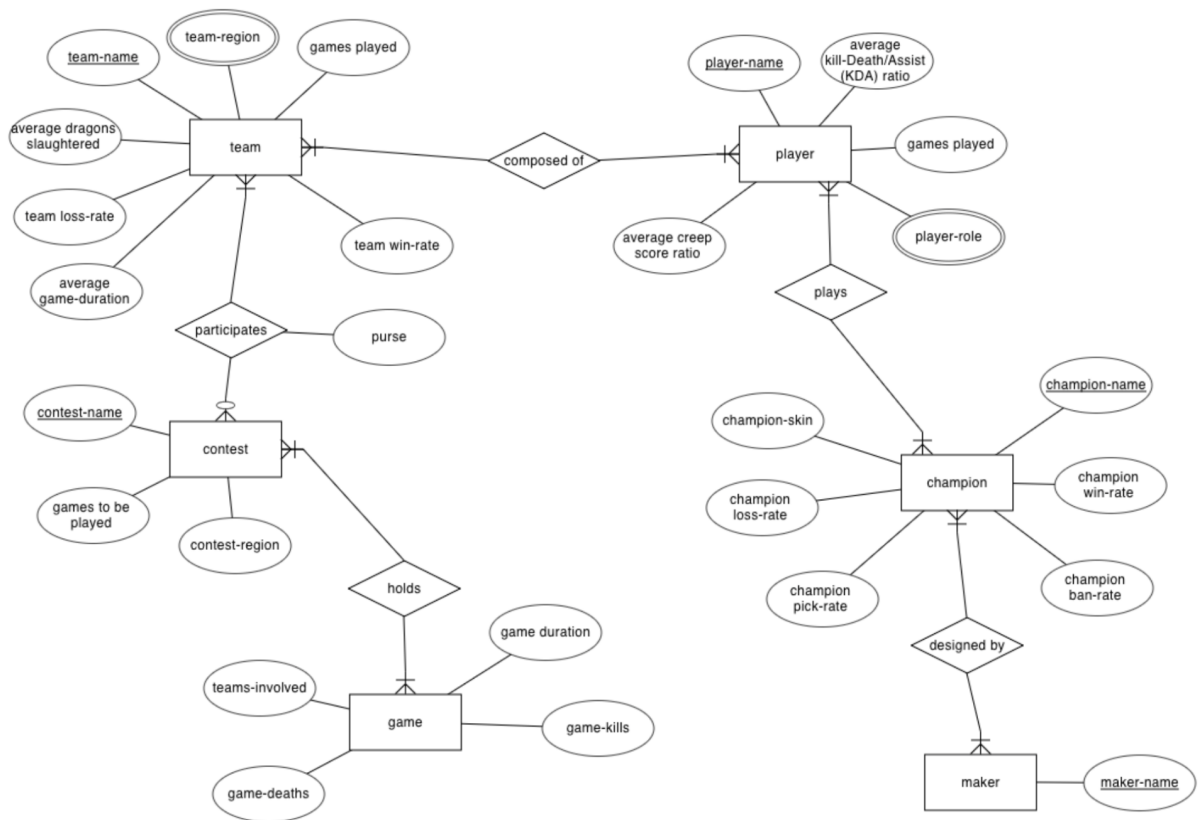 team-region
games played
team-name
average dragons
slaughtered
team
team loss-rate
team win-rate
average
game-duration
composed of
player-name
average
kill-Death/Assist
(KDA) ratio
games played
player
average creep
score ratio
player-role
plays
participates
purse
contest-name
contest
games to be
played
contest-region
holds
game duration
teams-involved
game
game-kills
game-deaths
champion-name
champion-skin
champion
champion
win-rate
champion
loss-rate
champion
pick-rate
champion
ban-rate
designed by
maker
maker-name